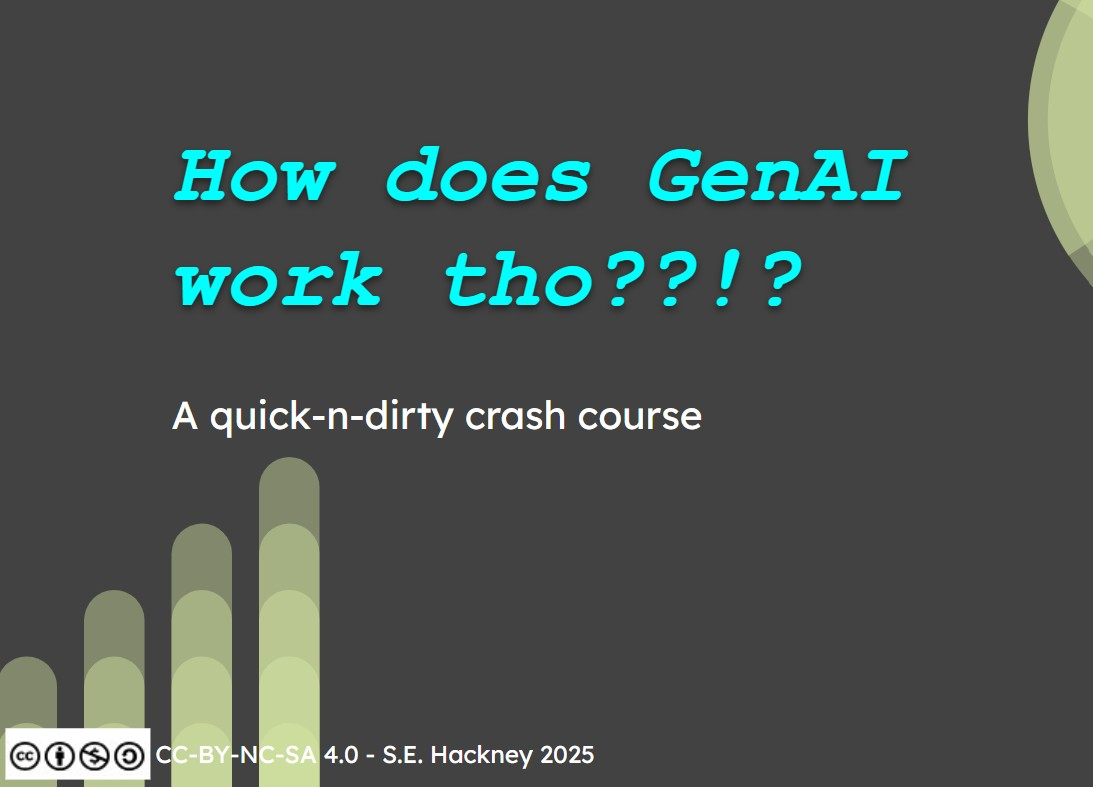 How does GenAI
work tho??!?
A quick-n-dirty crash course
CC-BY-NC-SA 4.0 - S.E. Hackney 2025